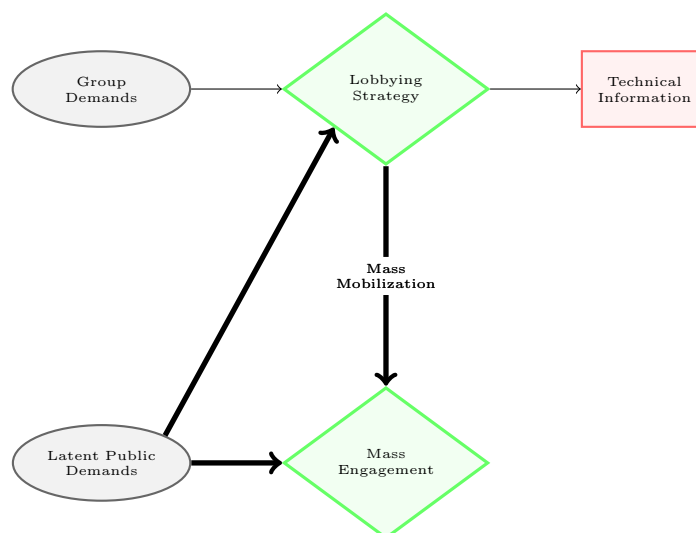 Group
Demands
Lobbying
Strategy
Technical
Information
Mass
Mobilization
Latent Public
Demands
Mass
Engagement